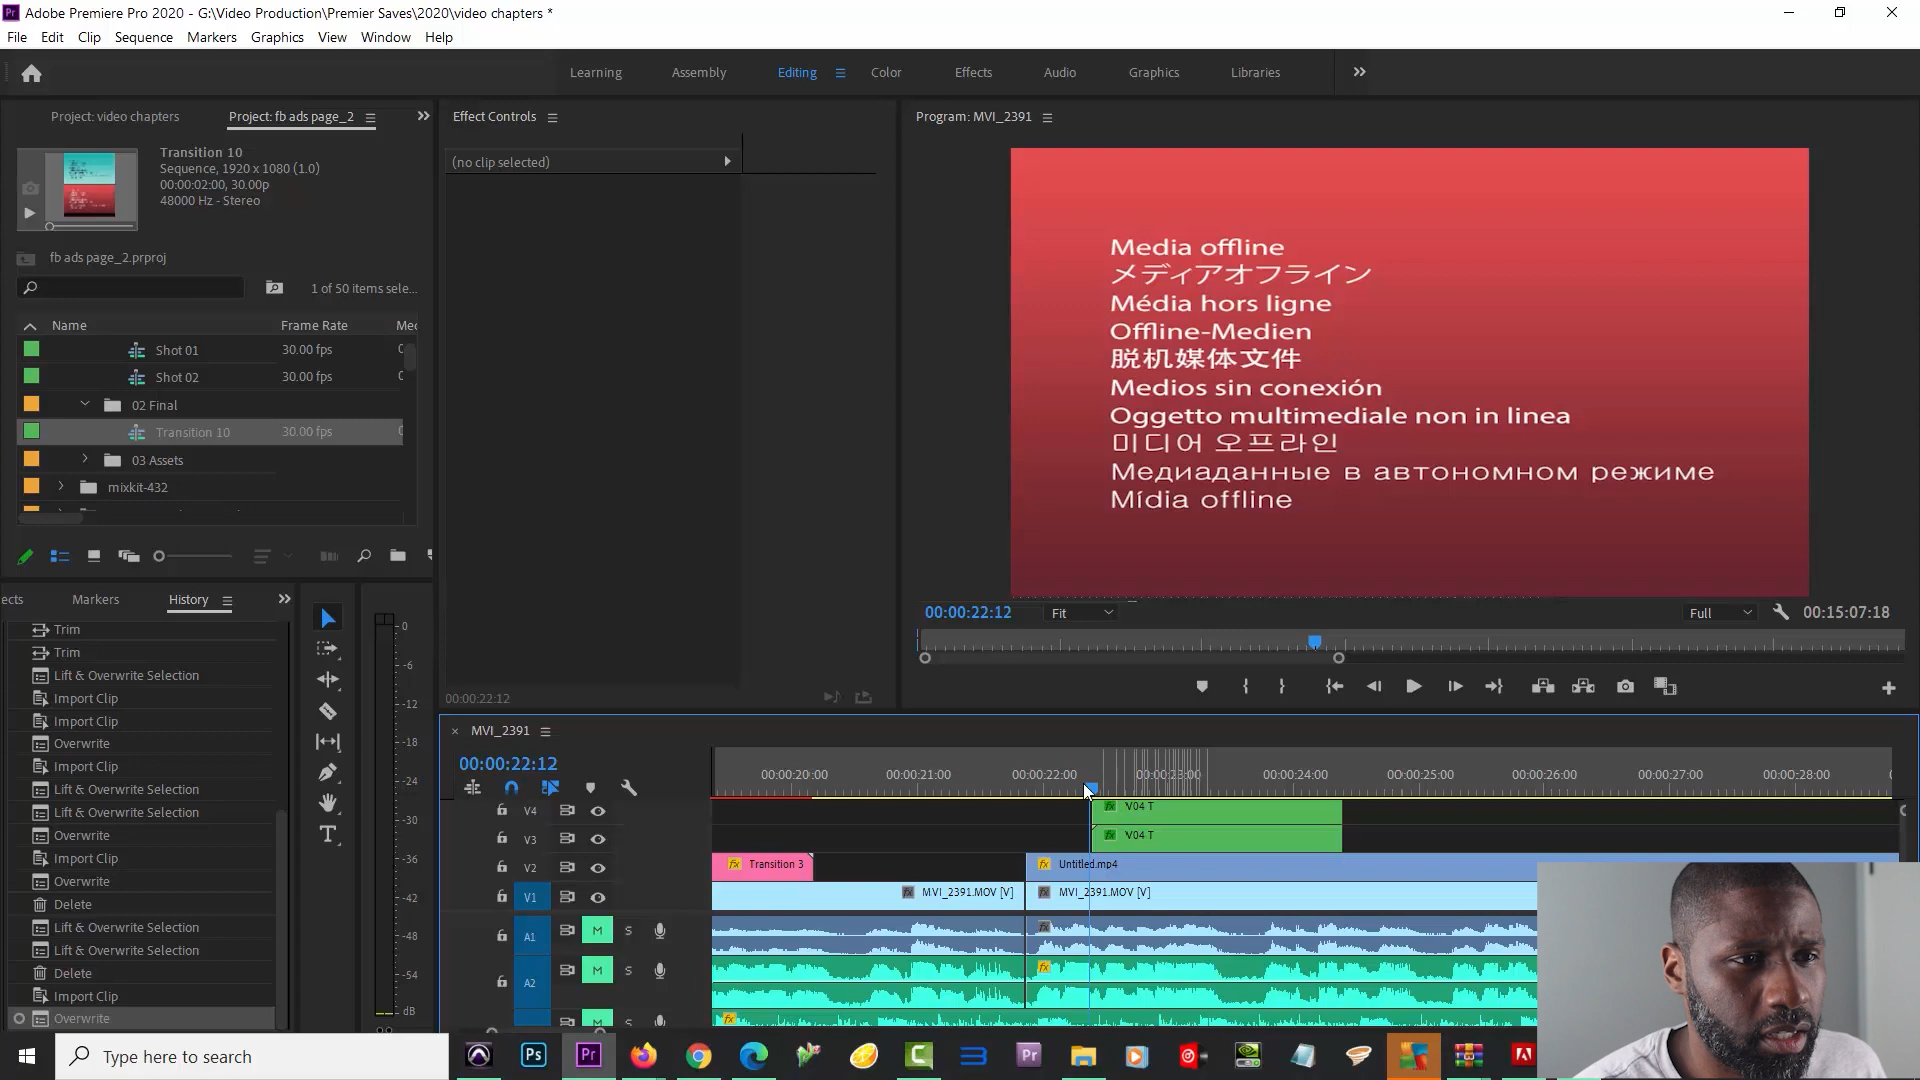 Adobe Premiere Pro 2020 - G:\Video Production\Premier Saves\2020\video chapters *
File Edit Clip Sequence Markers Graphics View Window Help
Learning Assembly Editing Color Effects Audio Graphics Libraries
Project: video chapters Project: fb ads page_2
Transition 10
Sequence, 1920 x 1080 (1.0)
00:00:02:00, 30.00p
48000 Hz - Stereo
fb ads page_2.prproj
1 of 50 items sele...
Name Frame Rate Mec
Shot 01 30.00 fps
Shot 02 30.00 fps
02 Final
Transition 10 30.00 fps
03 Assets
mixkit-432
Effect Controls
(no clip selected)
00:00:22:12
Program: MVI_2391
Media offline
メディアオフライン
Média hors ligne
Offline-Medien
脱机媒体文件
Medios sin conexión
Oggetto multimediale non in linea
미디어 오프라인
Медиаданные в автономном режиме
Mídia offline
00:00:22:12 Fit Full 00:15:07:18
ects Markers History
Trim
Trim
Lift & Overwrite Selection
Import Clip
Import Clip
Overwrite
Import Clip
Lift & Overwrite Selection
Lift & Overwrite Selection
Overwrite
Import Clip
Overwrite
Delete
Lift & Overwrite Selection
Lift & Overwrite Selection
Delete
Import Clip
Overwrite
0
-6
-12
-18
-24
-30
-36
-42
-48
-54
dB
MVI_2391
00:00:22:12
00:00:20:00 00:00:21:00 00:00:22:00 00:00:23:00 00:00:24:00 00:00:25:00 00:00:26:00 00:00:27:00 00:00:28:00
V4 fx V04 T
V3 fx V04 T
V2 fx Transition 3 fx Untitled.mp4
V1 fx MVI_2391.MOV [V] fx MVI_2391.MOV [V]
A1 M S fx
A2 M S fx
M S fx
Type here to search
Ps Pr Pr